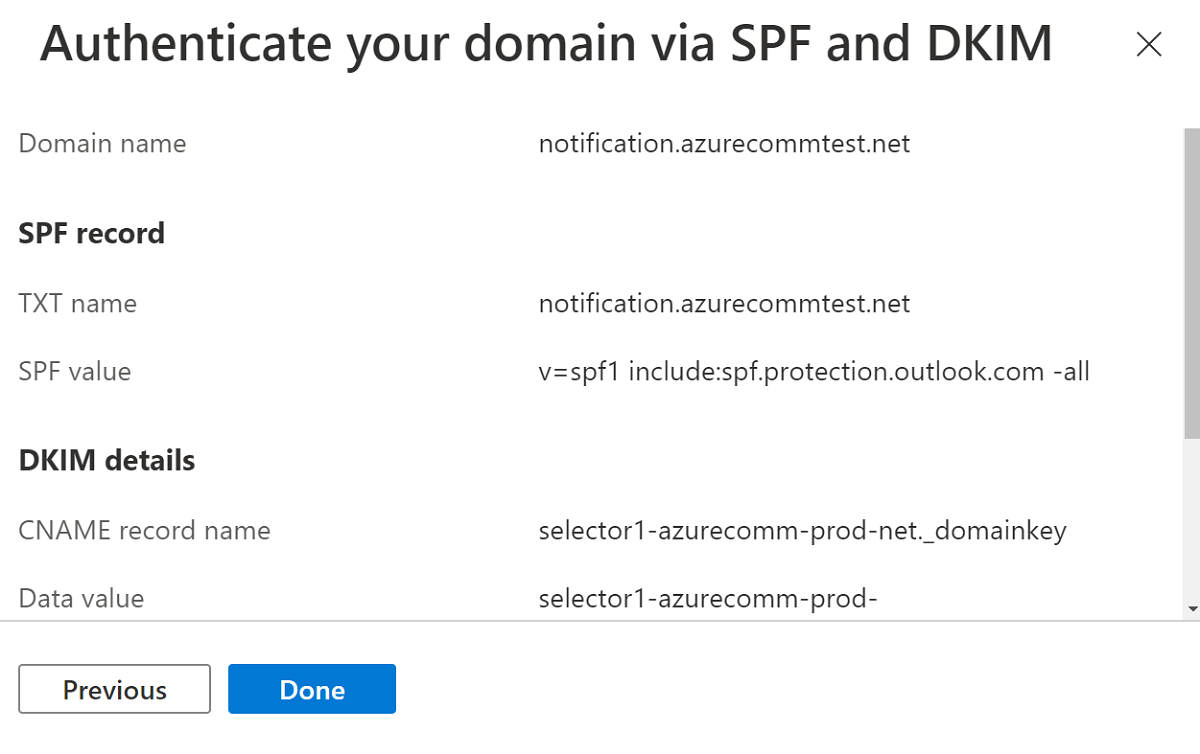 Authenticate your domain via SPF and DKIM
Domain name notification.azurecommtest.net
SPF record
TXT name notification.azurecommtest.net
SPF value v=spf1 include:spf.protection.outlook.com -all
DKIM details
CNAME record name selector1-azurecomm-prod-net._domainkey
Data value selector1-azurecomm-prod-
Previous Done